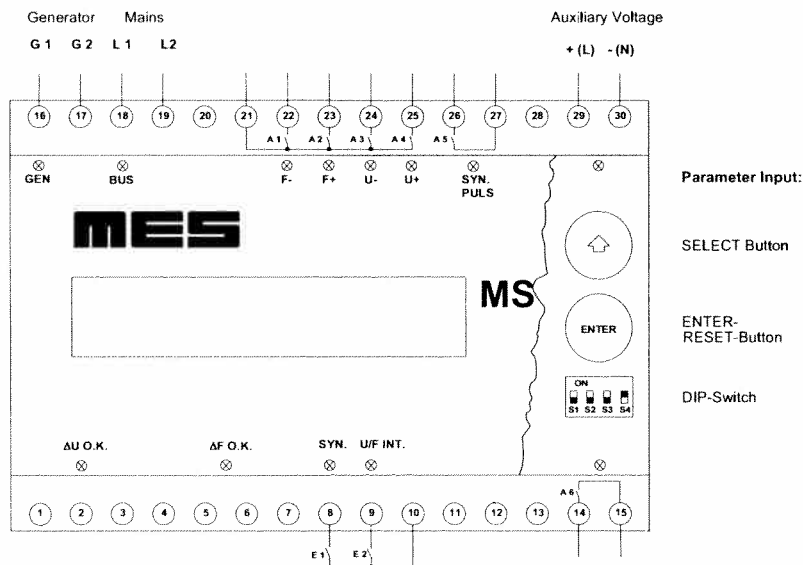 Generator Mains Auxiliary Voltage
G 1 G 2 L 1 L2 + (L) - (N)
16 17 18 19 20 21 22 23 24 25 26 27 28 29 30
A 1 A 2 A 3 A 4 A 5
GEN BUS F- F+ U- U+ SYN. PULS
Parameter Input:
MES
SELECT Button
MS
ENTER
ENTER-
RESET-Button
ON
S1 S2 S3 S4
DIP-Switch
ΔU O.K. ΔF O.K. SYN. U/F INT.
A 6
1 2 3 4 5 6 7 8 9 10 11 12 13 14 15
E 1 E 2